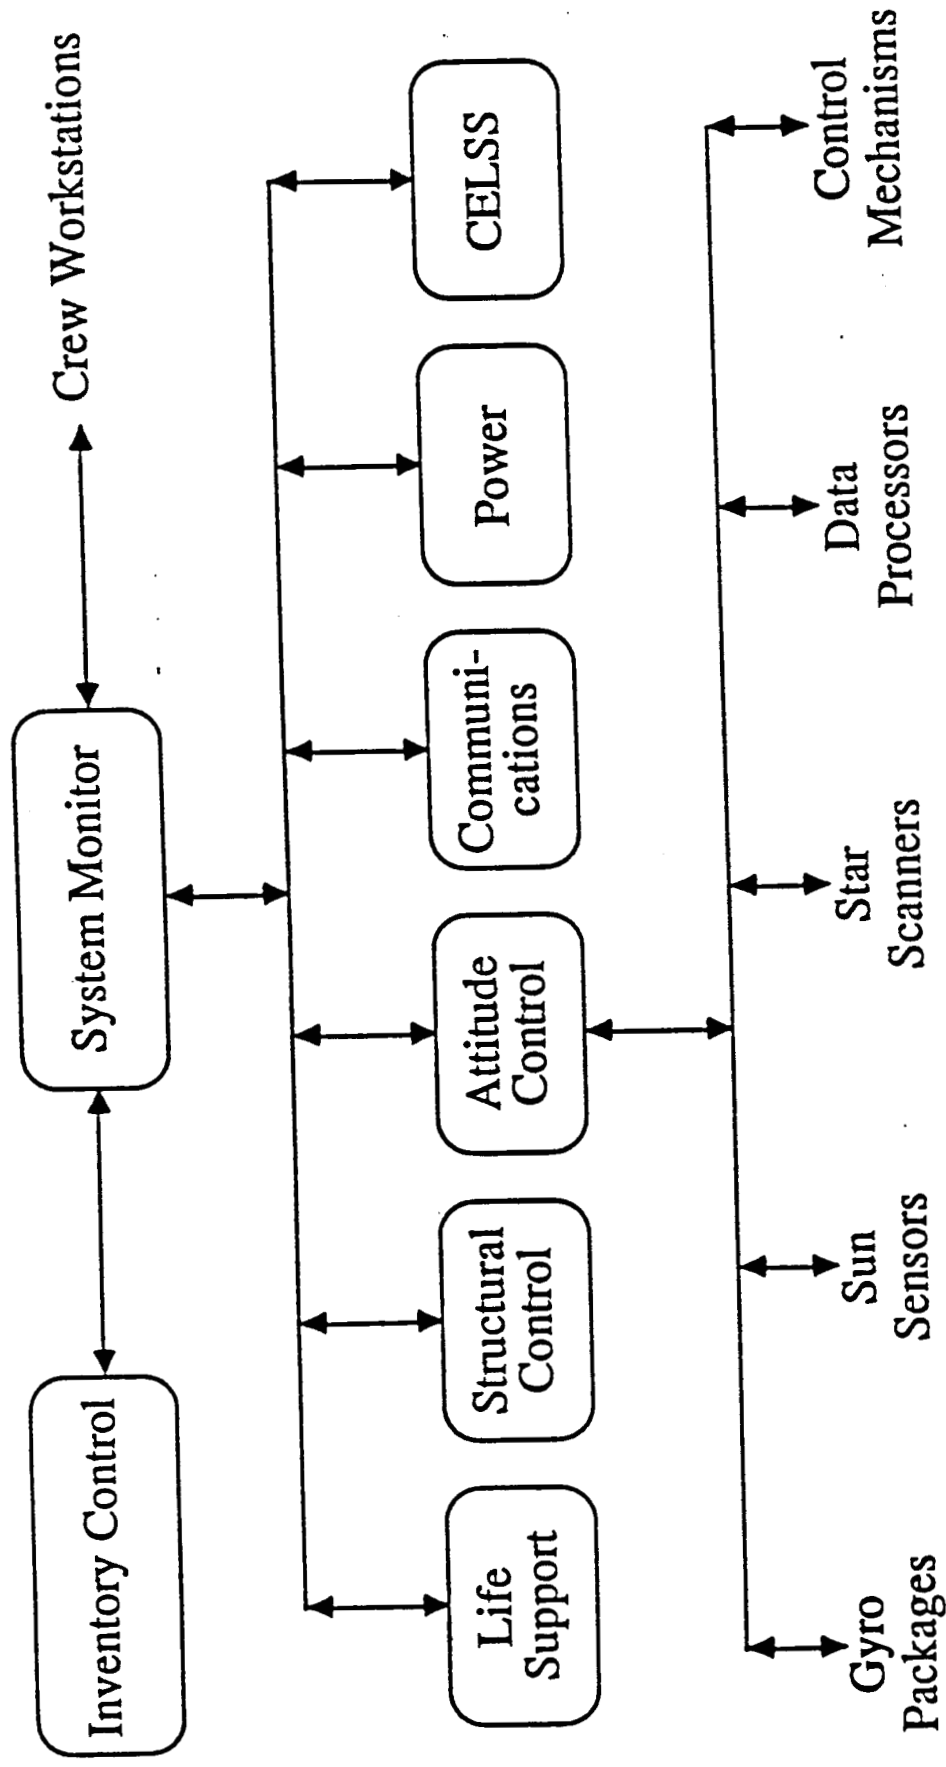 Inventory Control
System Monitor
Crew Workstations
Life
Support
Structural
Control
Attitude
Control
Communi-
cations
Power
CELSS
Gyro
Packages
Sun
Sensors
Star
Scanners
Data
Processors
Control
Mechanisms